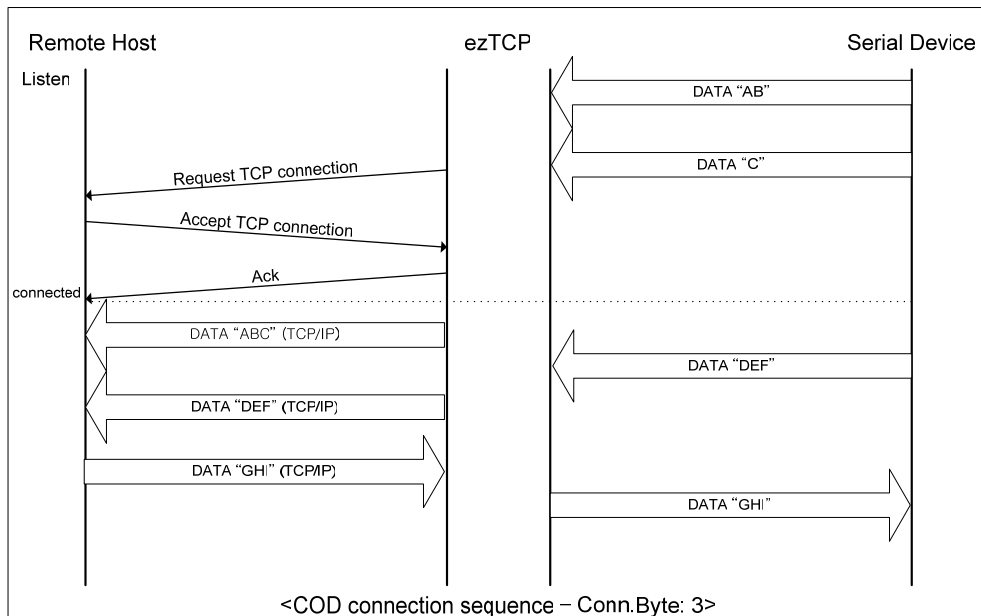 Remote Host
ezTCP
Serial Device
Listen
DATA “AB”
DATA “C”
Request TCP connection
Accept TCP connection
Ack
connected
DATA “ABC” (TCP/IP)
DATA “DEF”
DATA “DEF” (TCP/IP)
DATA “GHI” (TCP/IP)
DATA “GHI”
<COD connection sequence – Conn.Byte: 3>